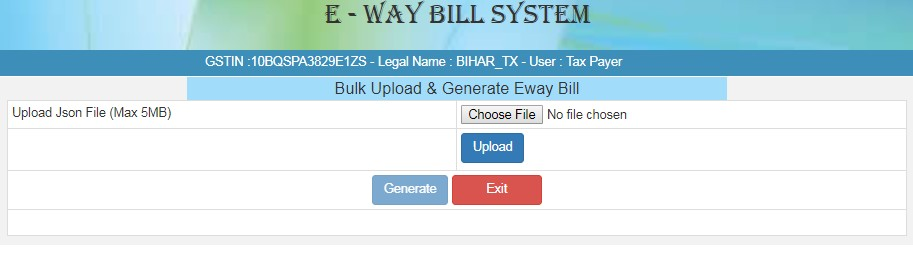 E - WAY BILL SYSTEM
GSTIN :10BQSPA3829E1ZS - Legal Name : BIHAR_TX - User : Tax Payer
Bulk Upload & Generate Eway Bill
Upload Json File (Max 5MB) Choose File No file chosen
Upload
Generate Exit